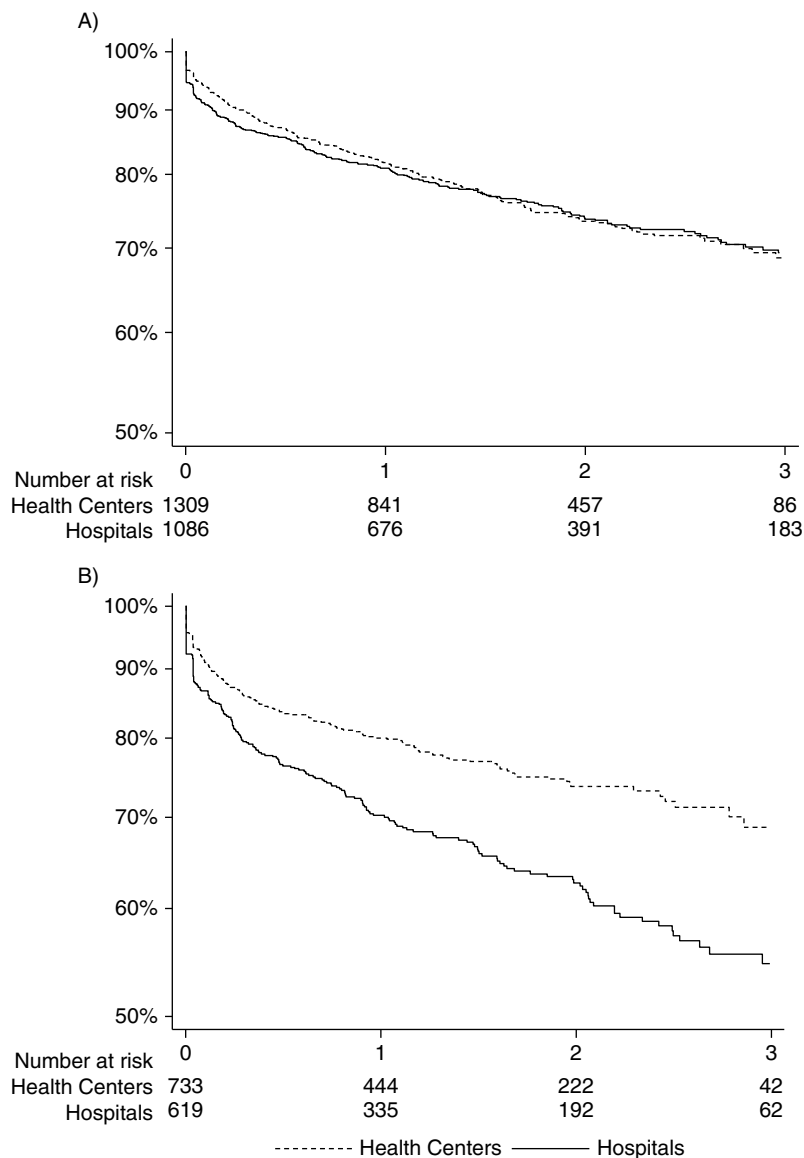 A)
100%
90%
80%
70%
60%
50%
0 1 2 3
Number at risk
Health Centers 1309 841 457 86
Hospitals 1086 676 391 183
B)
100%
90%
80%
70%
60%
50%
0 1 2 3
Number at risk
Health Centers 733 444 222 42
Hospitals 619 335 192 62
Health Centers Hospitals